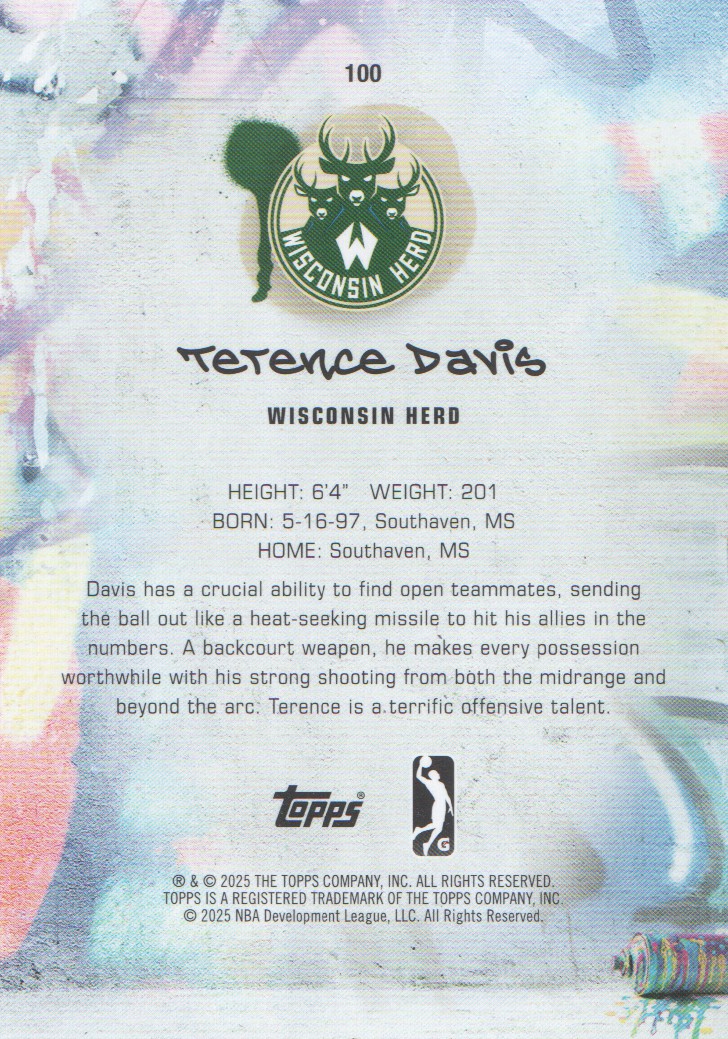 100
WISCONSIN HERD
W
Terence Davis
WISCONSIN HERD
HEIGHT: 6'4" WEIGHT: 201
BORN: 5-16-97, Southaven, MS
HOME: Southaven, MS
Davis has a crucial ability to find open teammates, sending
the ball out like a heat-seeking missile to hit his allies in the
numbers. A backcourt weapon, he makes every possession
worthwhile with his strong shooting from both the midrange and
beyond the arc. Terence is a terrific offensive talent.
topps®
G
® & © 2025 THE TOPPS COMPANY, INC. ALL RIGHTS RESERVED.
TOPPS IS A REGISTERED TRADEMARK OF THE TOPPS COMPANY, INC.
© 2025 NBA Development League, LLC. All Rights Reserved.